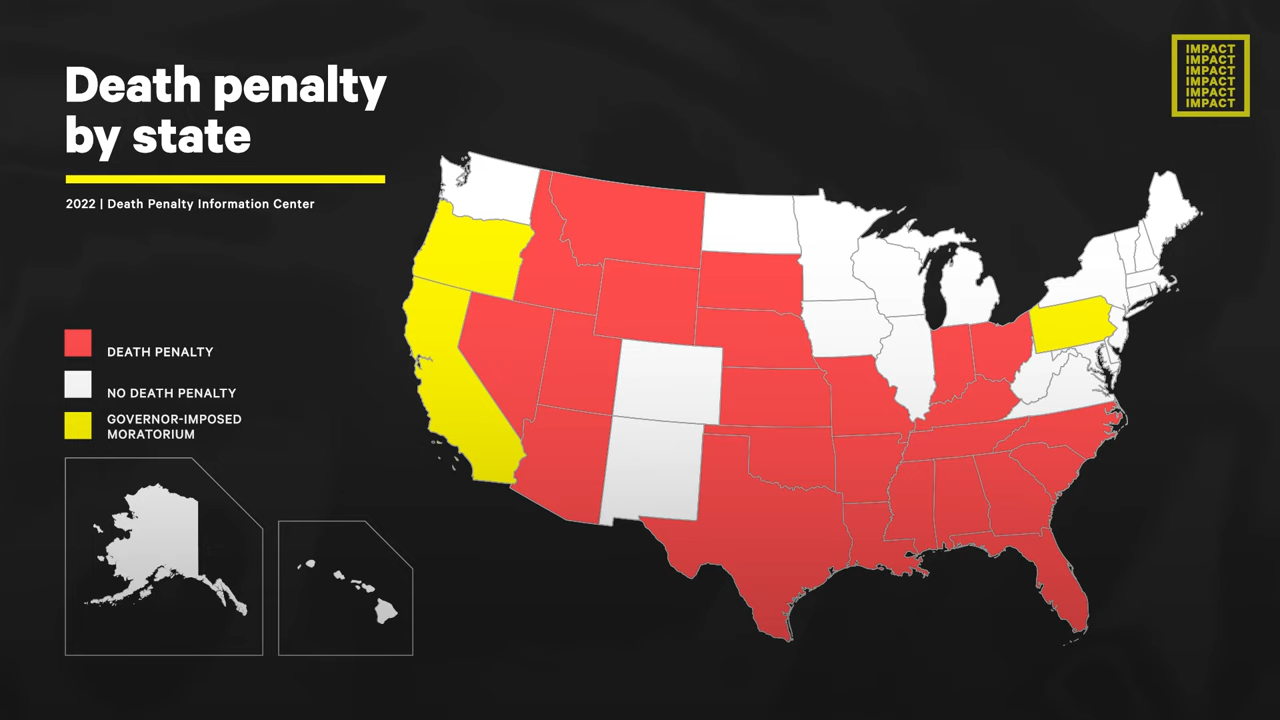 Death penalty
by state
2022 | Death Penalty Information Center
IMPACT
IMPACT
IMPACT
IMPACT
IMPACT
IMPACT
DEATH PENALTY
NO DEATH PENALTY
GOVERNOR-IMPOSED
MORATORIUM